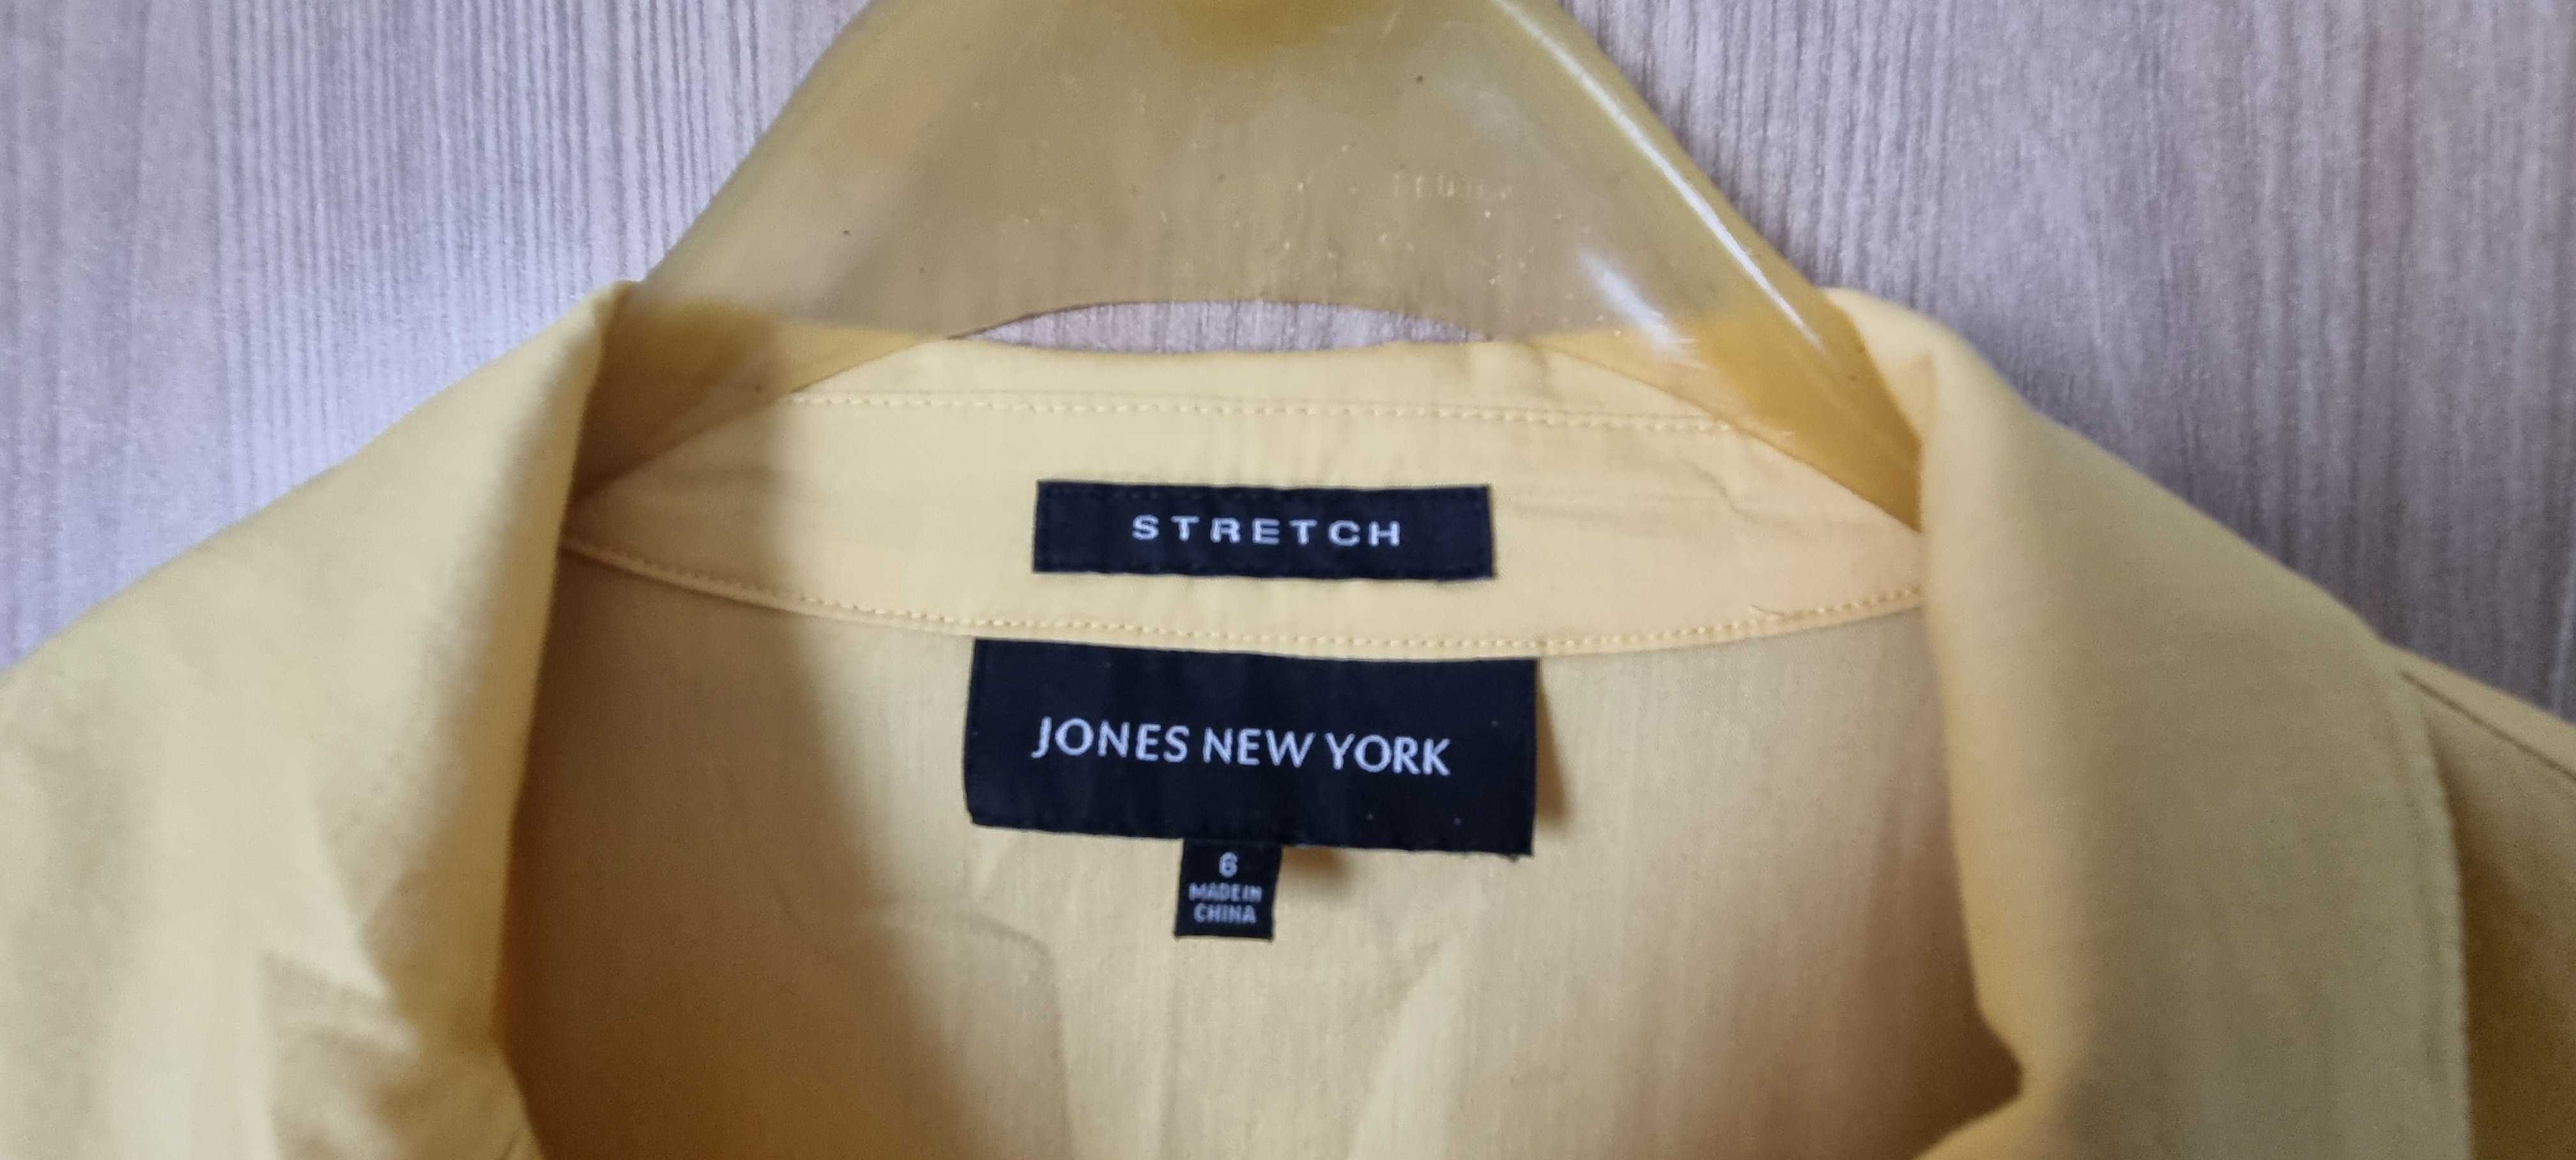 STRETCH
JONES NEW YORK
6
MADE IN
CHINA